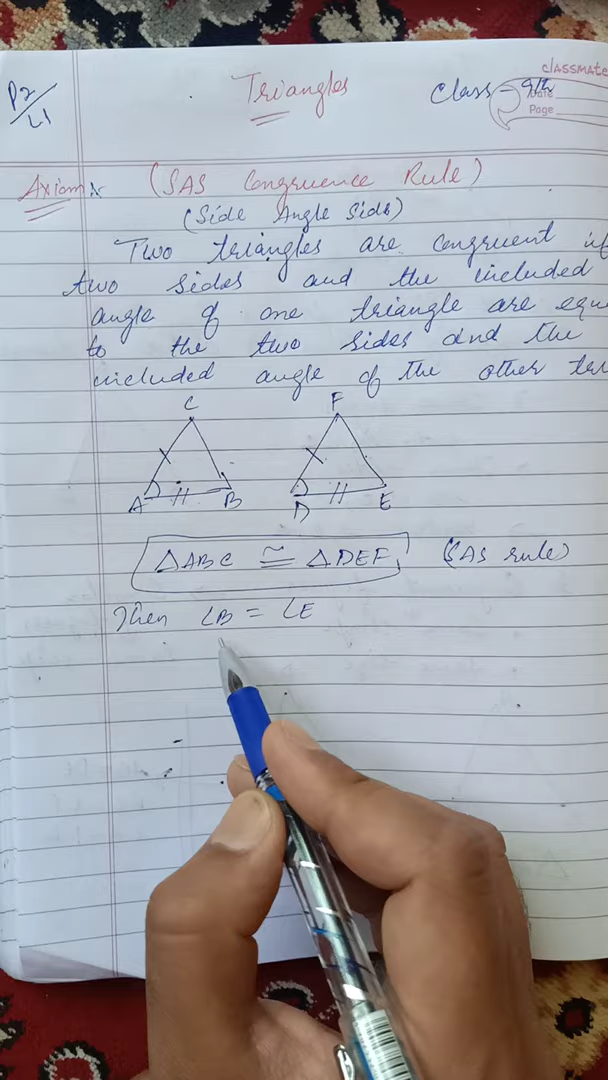 P2/L1
Triangles
Class - 9th
classmate
Date
Page
Axiom :- (SAS Congruence Rule)
(Side Angle Side)
Two triangles are congruent if
two sides and the included
angle of one triangle are equ
to the two sides and the
included angle of the other
C F
A B D E
△ABC ≅ △DEF (SAS rule)
Then ∠B = ∠E